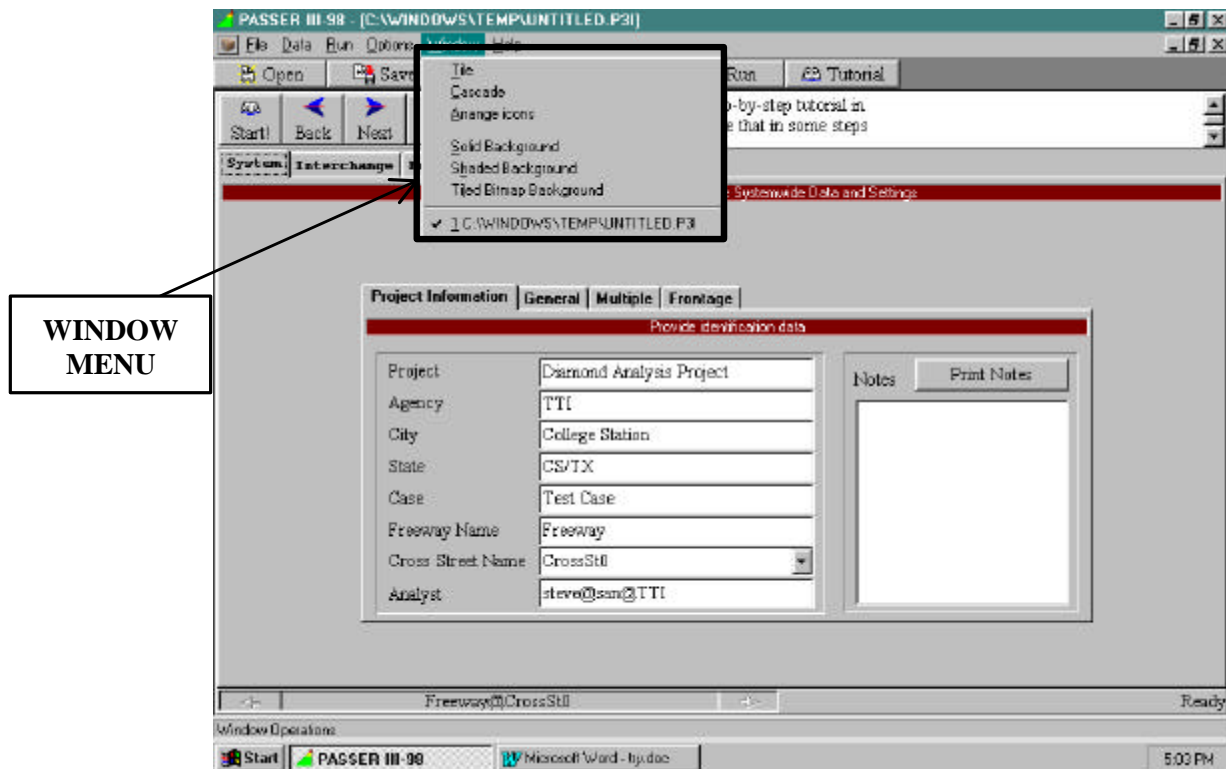 PASSER III-98 - [C:\WINDOWS\TEMP\UNTITLED.P3I]
File Data Run Options Window Help
Open Save Run Tutorial
Start! Back Next
-by-step tutorial in
e that in some steps
Tile
Cascade
Arrange icons
Solid Background
Shaded Background
Tiled Bitmap Background
✔ 1 C:\WINDOWS\TEMP\UNTITLED.P3I
System Interchange
Systemwide Data and Settings
WINDOW
MENU
Project Information General Multiple Frontage
Provide identification data
Project Diamond Analysis Project
Agency TTI
City College Station
State CS/TX
Case Test Case
Freeway Name Freeway
Cross Street Name CrossSt0
Analyst steve@san@TTI
Notes Print Notes
Freeway@CrossSt0 Ready
Window Operations
Start PASSER III-98 Microsoft Word - hy.doc 5:03 PM